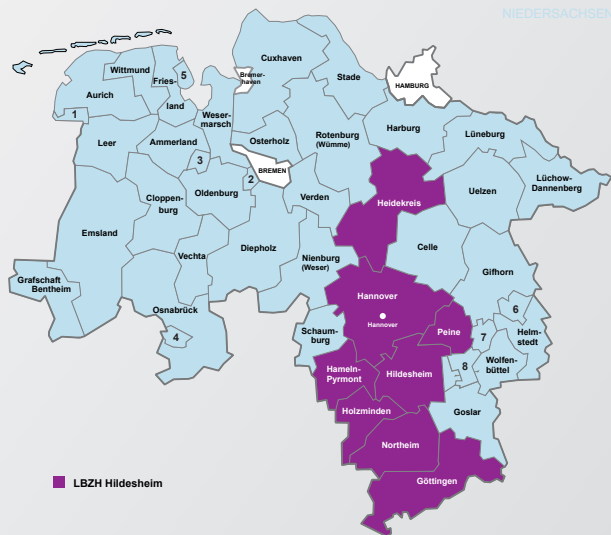 NIEDERSACHSEN
Cuxhaven
Wittmund
Fries-
land
5
Bremer-
haven
Stade
HAMBURG
Aurich
1
Weser-
marsch
Harburg
Lüneburg
Leer
Ammerland
3
Osterholz
Rotenburg
(Wümme)
BREMEN
2
Lüchow-
Dannenberg
Uelzen
Cloppen-
burg
Oldenburg
Verden
Heidekreis
Emsland
Vechta
Diepholz
Nienburg
(Weser)
Celle
Gifhorn
Grafschaft
Bentheim
Hannover
Osnabrück
4
Hannover
6
Schaum-
burg
Peine
7
Helm-
stedt
Hameln-
Pyrmont
Hildesheim
8
Wolfen-
büttel
Holzminden
Goslar
Northeim
Göttingen
LBZH Hildesheim